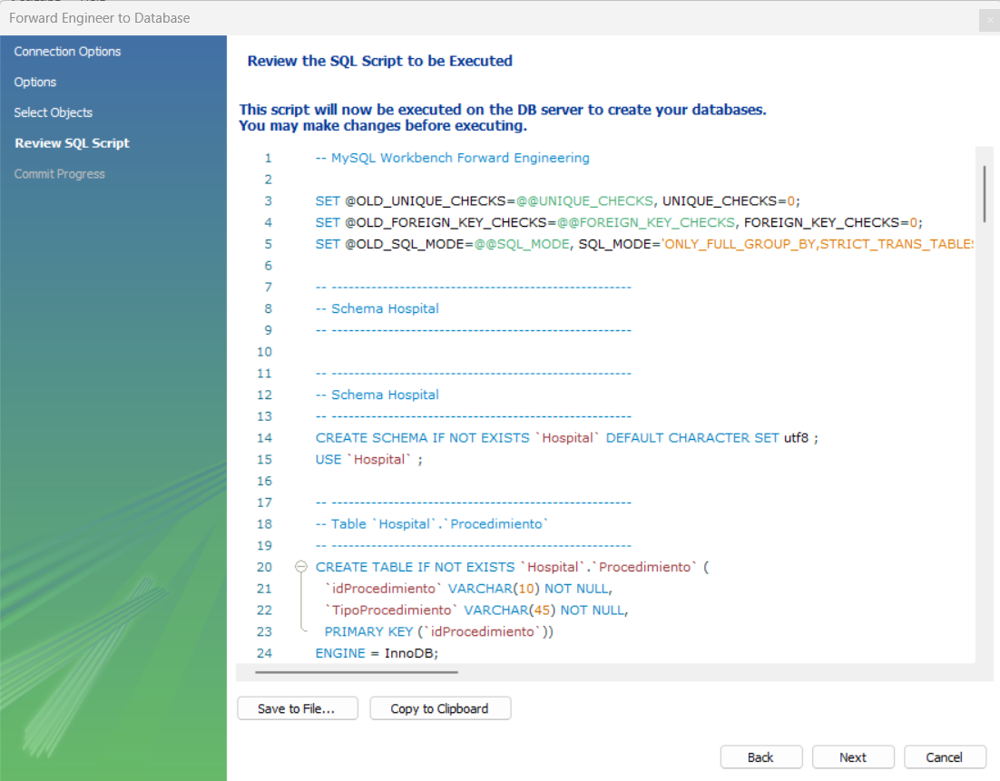 Forward Engineer to Database
Connection Options
Options
Select Objects
Review SQL Script
Commit Progress
Review the SQL Script to be Executed
This script will now be executed on the DB server to create your databases.
You may make changes before executing.
1 -- MySQL Workbench Forward Engineering
2
3 SET @OLD_UNIQUE_CHECKS=@@UNIQUE_CHECKS, UNIQUE_CHECKS=0;
4 SET @OLD_FOREIGN_KEY_CHECKS=@@FOREIGN_KEY_CHECKS, FOREIGN_KEY_CHECKS=0;
5 SET @OLD_SQL_MODE=@@SQL_MODE, SQL_MODE='ONLY_FULL_GROUP_BY,STRICT_TRANS_TABLES
6
7 -- -----------------------------------------------------
8 -- Schema Hospital
9 -- -----------------------------------------------------
10
11 -- -----------------------------------------------------
12 -- Schema Hospital
13 -- -----------------------------------------------------
14 CREATE SCHEMA IF NOT EXISTS `Hospital` DEFAULT CHARACTER SET utf8 ;
15 USE `Hospital` ;
16
17 -- -----------------------------------------------------
18 -- Table `Hospital`.`Procedimiento`
19 -- -----------------------------------------------------
20 CREATE TABLE IF NOT EXISTS `Hospital`.`Procedimiento` (
21 `idProcedimiento` VARCHAR(10) NOT NULL,
22 `TipoProcedimiento` VARCHAR(45) NOT NULL,
23 PRIMARY KEY (`idProcedimiento`))
24 ENGINE = InnoDB;
Save to File... Copy to Clipboard
Back Next Cancel